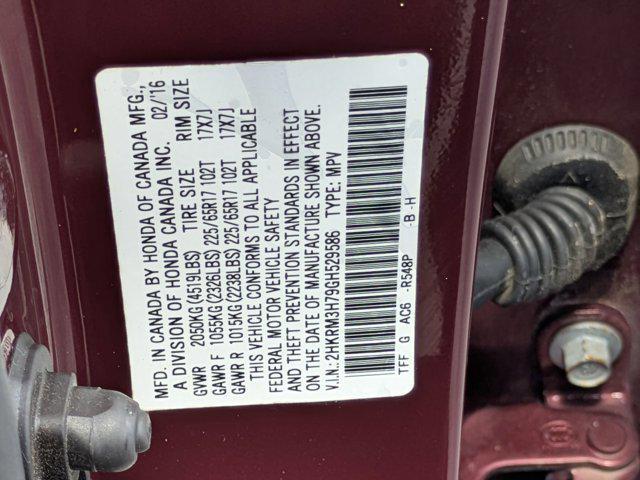 MFD. IN CANADA BY HONDA OF CANADA MFG.,
A DIVISION OF HONDA CANADA INC. 02/16
GVWR 2050KG(4519LBS) TIRE SIZE RIM SIZE
GAWR F 1055KG(2326LBS) 225/65R17 102T 17X7J
GAWR R 1015KG(2238LBS) 225/65R17 102T 17X7J
THIS VEHICLE CONFORMS TO ALL APPLICABLE
FEDERAL MOTOR VEHICLE SAFETY
AND THEFT PREVENTION STANDARDS IN EFFECT
ON THE DATE OF MANUFACTURE SHOWN ABOVE.
V.I.N.:2HKRM3H79GH529586 TYPE: MPV
TFF G AC6 -R548P -B-H